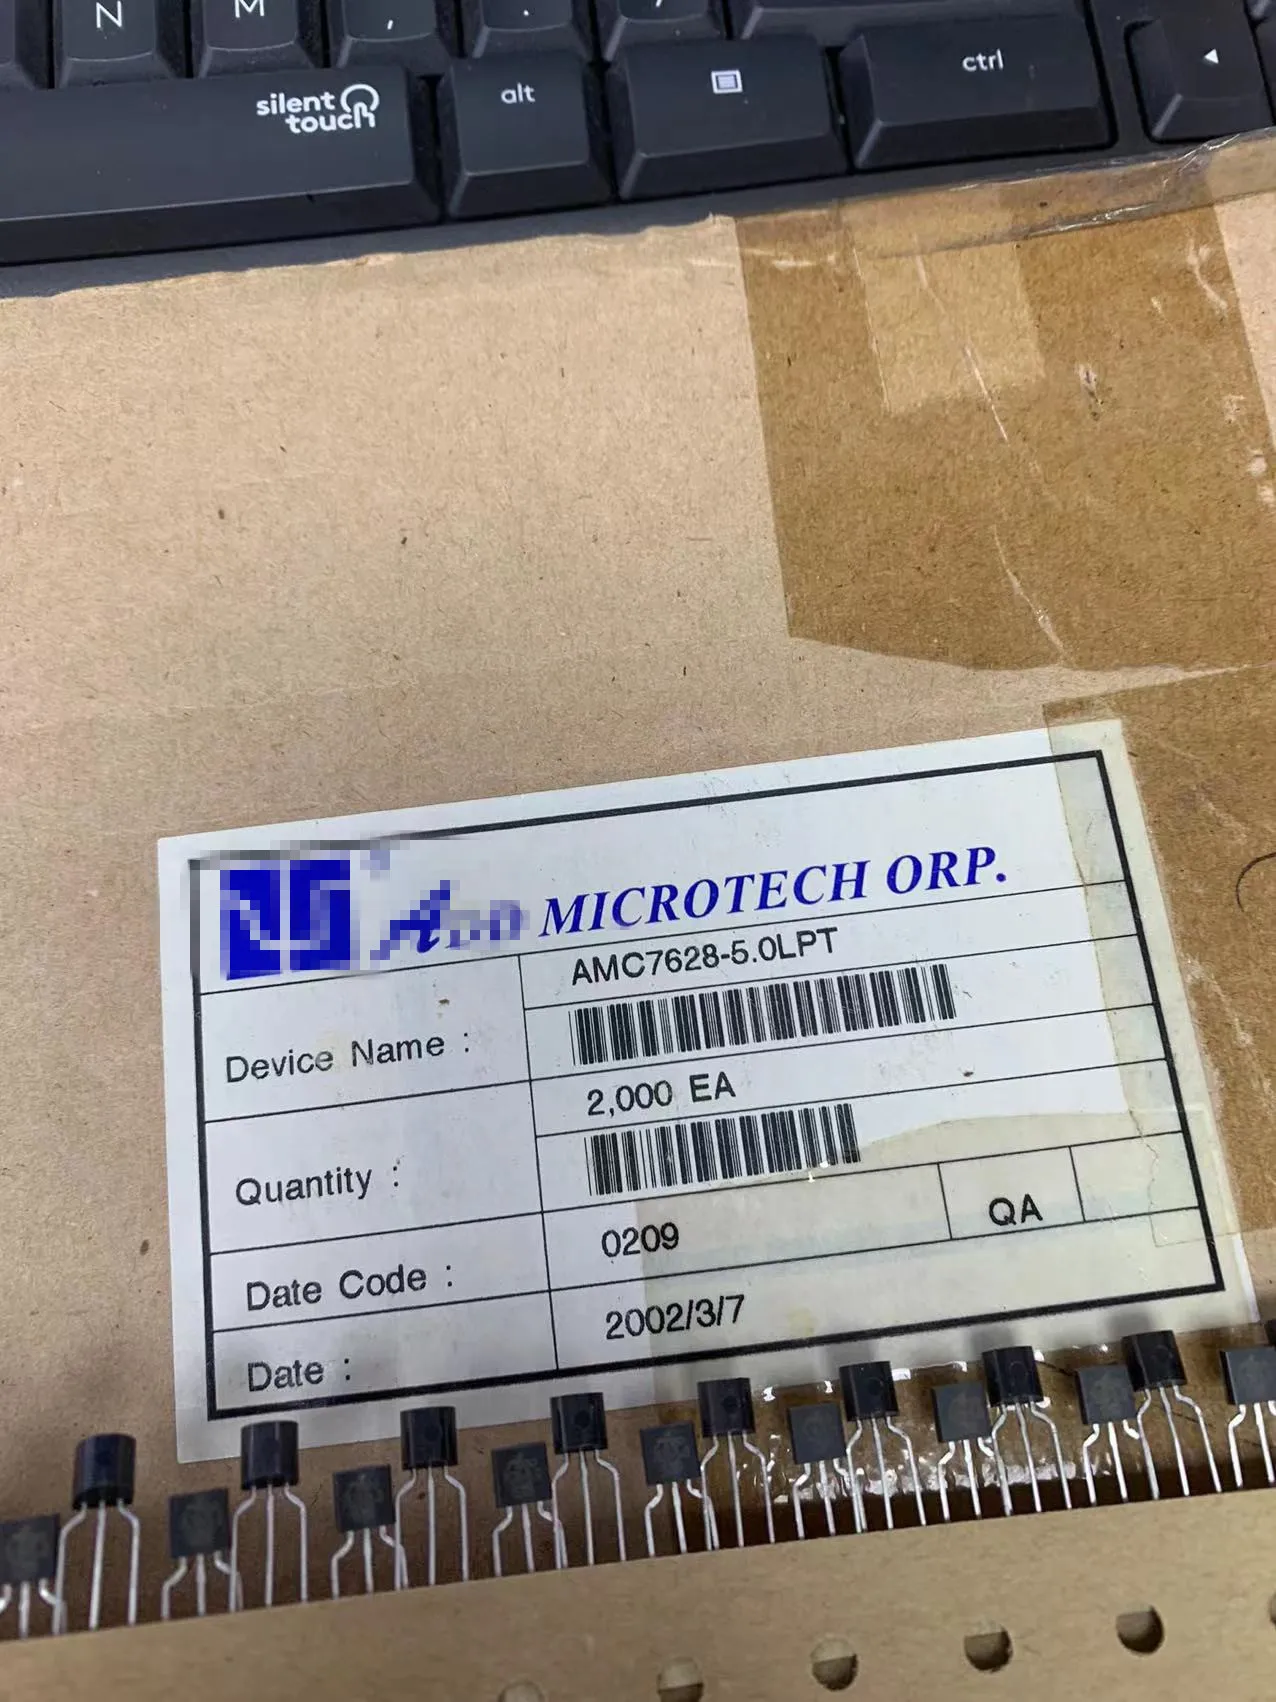 N M , .
silent touch
alt ctrl
ADD MICROTECH ORP.
Device Name : AMC7628-5.0LPT
Quantity : 2,000 EA
Date Code : 0209 QA
Date : 2002/3/7